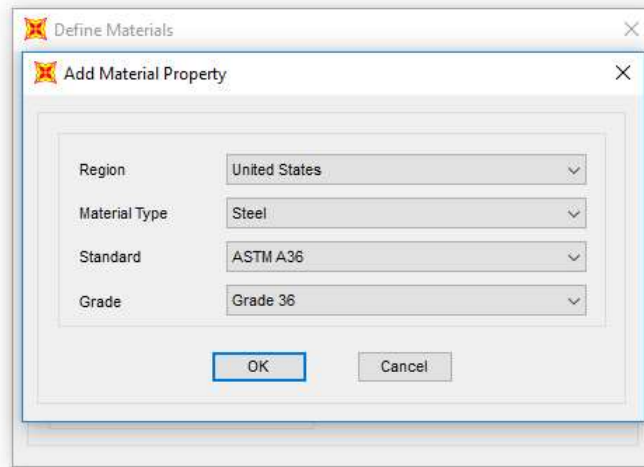 Define Materials
Add Material Property
Region United States
Material Type Steel
Standard ASTM A36
Grade Grade 36
OK Cancel